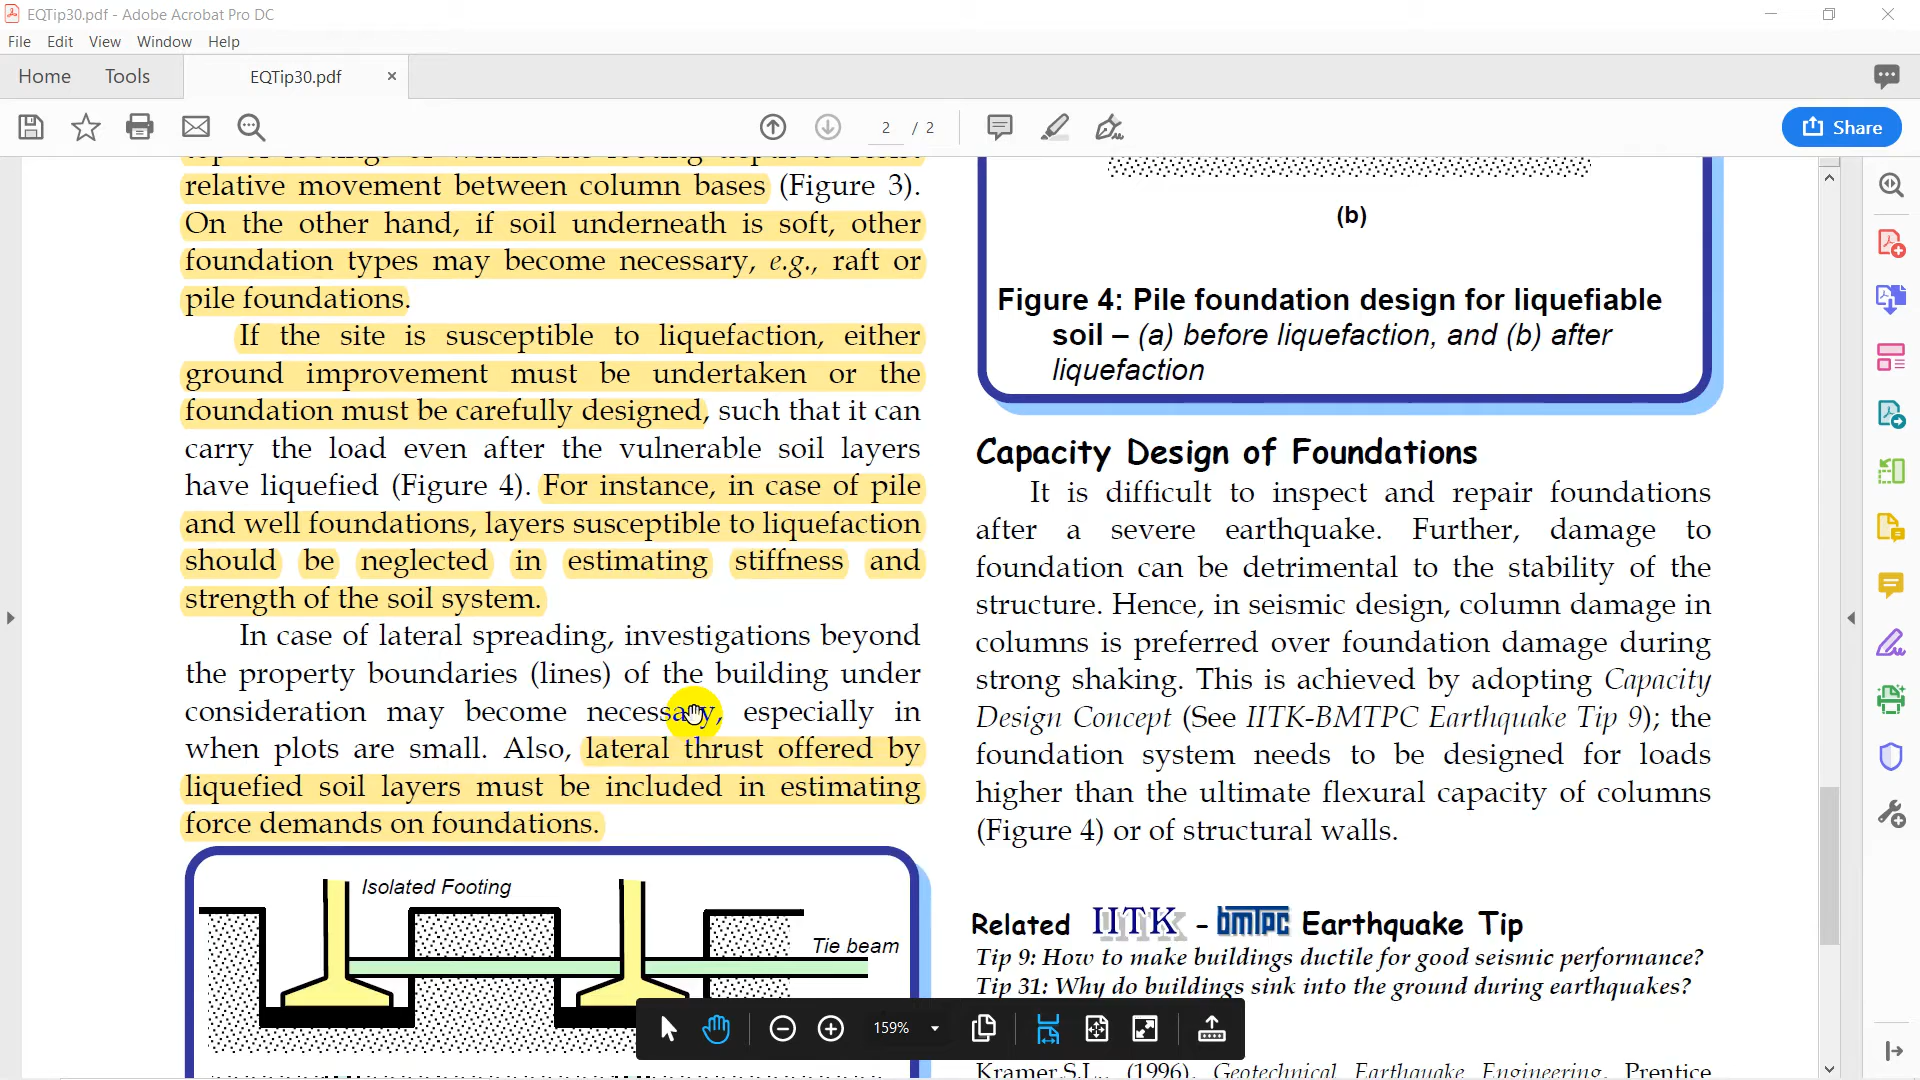 EQTip30.pdf - Adobe Acrobat Pro DC
File Edit View Window Help
Home Tools EQTip30.pdf ×
2 / 2
Share
relative movement between column bases (Figure 3).
On the other hand, if soil underneath is soft, other
foundation types may become necessary, e.g., raft or
pile foundations.
If the site is susceptible to liquefaction, either
ground improvement must be undertaken or the
foundation must be carefully designed, such that it can
carry the load even after the vulnerable soil layers
have liquefied (Figure 4). For instance, in case of pile
and well foundations, layers susceptible to liquefaction
should be neglected in estimating stiffness and
strength of the soil system.
In case of lateral spreading, investigations beyond
the property boundaries (lines) of the building under
consideration may become necessary, especially in
when plots are small. Also, lateral thrust offered by
liquefied soil layers must be included in estimating
force demands on foundations.
Isolated Footing
Tie beam
(b)
Figure 4: Pile foundation design for liquefiable
soil – (a) before liquefaction, and (b) after
liquefaction
Capacity Design of Foundations
It is difficult to inspect and repair foundations
after a severe earthquake. Further, damage to
foundation can be detrimental to the stability of the
structure. Hence, in seismic design, column damage in
columns is preferred over foundation damage during
strong shaking. This is achieved by adopting Capacity
Design Concept (See IITK-BMTPC Earthquake Tip 9); the
foundation system needs to be designed for loads
higher than the ultimate flexural capacity of columns
(Figure 4) or of structural walls.
Related IITK - bmtpc Earthquake Tip
Tip 9: How to make buildings ductile for good seismic performance?
Tip 31: Why do buildings sink into the ground during earthquakes?
159%
Kramer,S.L., (1996), Geotechnical Earthquake Engineering, Prentice